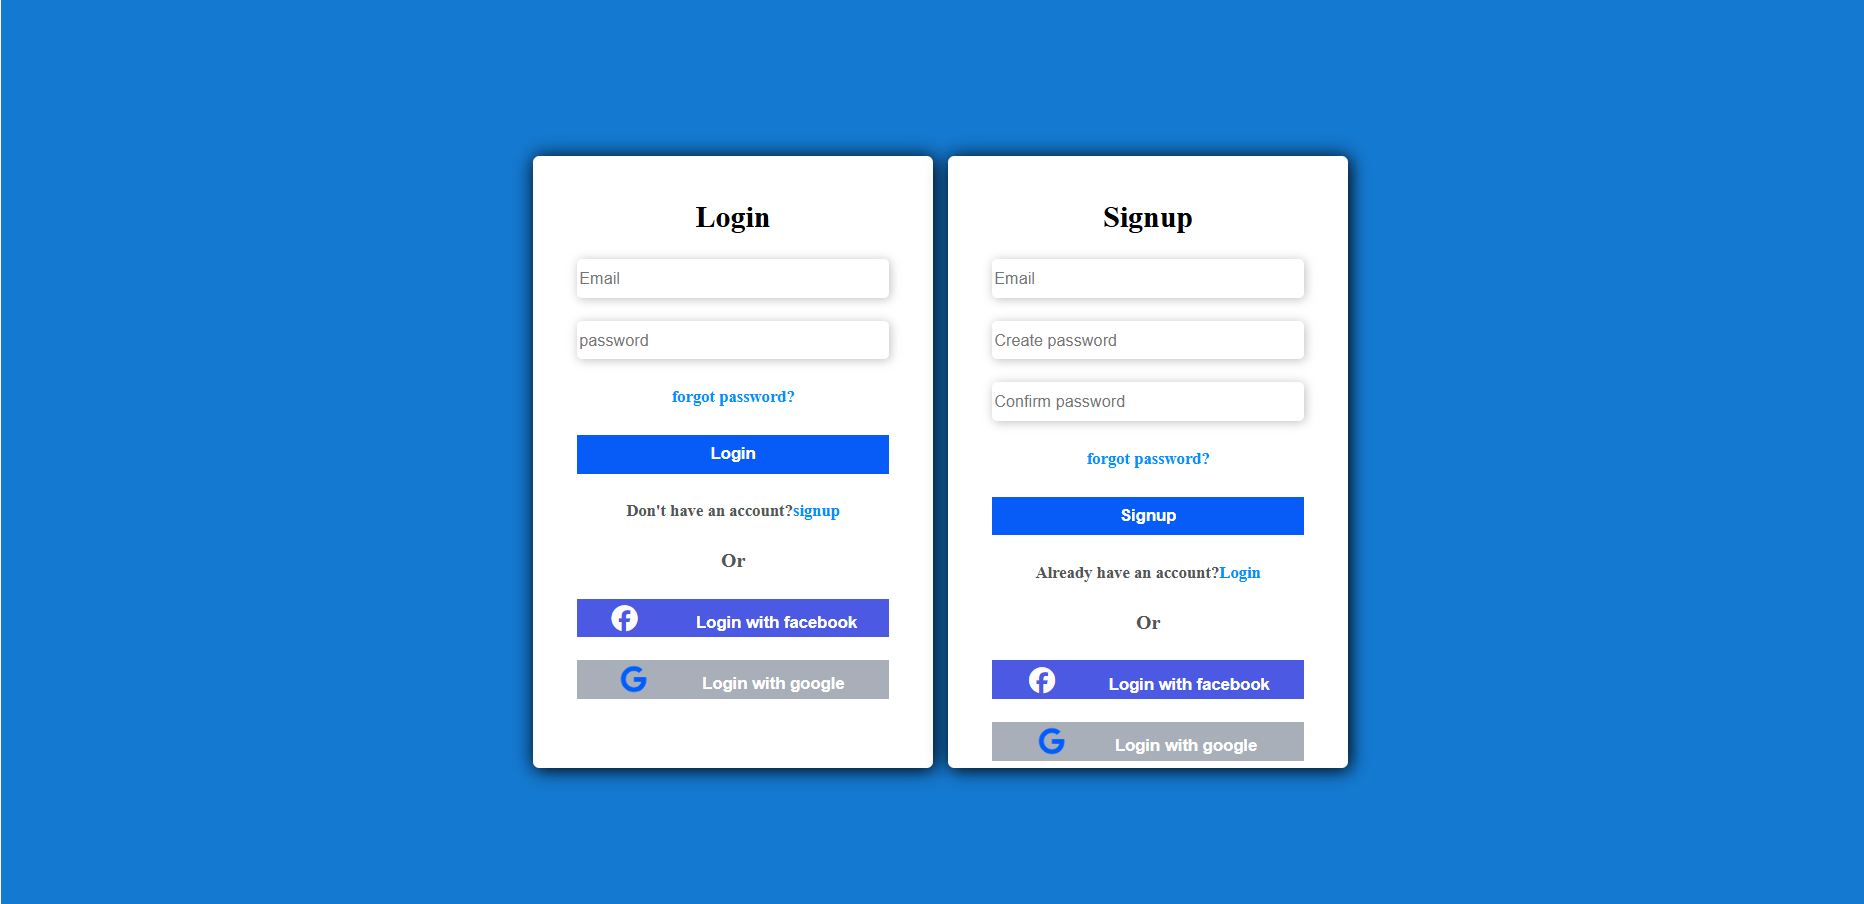 Login
Email
password
forgot password?
Login
Don't have an account?signup
Or
Login with facebook
Login with google
Signup
Email
Create password
Confirm password
forgot password?
Signup
Already have an account?Login
Or
Login with facebook
Login with google